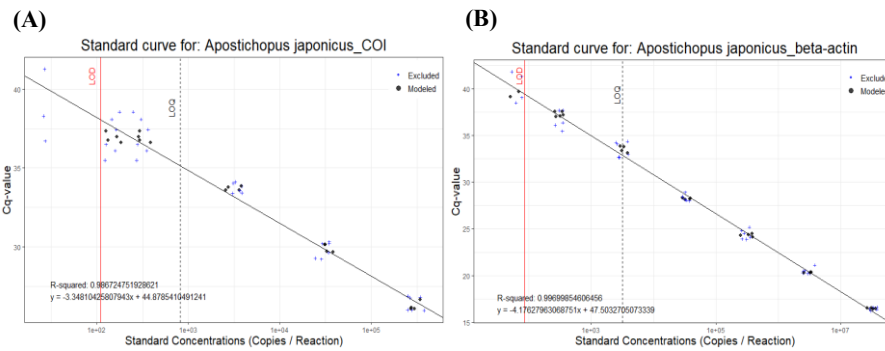 (A)
Standard curve for: Apostichopus japonicus_COI
LOD
LOQ
Excluded
Modeled
40
35
30
Cq-value
R-squared: 0.986724751928621
y = -3.34810425807943x + 44.8785410491241
1e+02
1e+03
1e+04
1e+05
Standard Concentrations (Copies / Reaction)
(B)
Standard curve for: Apostichopus japonicus_beta-actin
LOD
LOQ
Excluded
Modeled
40
35
30
25
20
15
Cq-value
R-squared: 0.99699854606456
y = -4.17627963068751x + 47.5032705073339
1e+03
1e+05
1e+07
Standard Concentrations (Copies / Reaction)